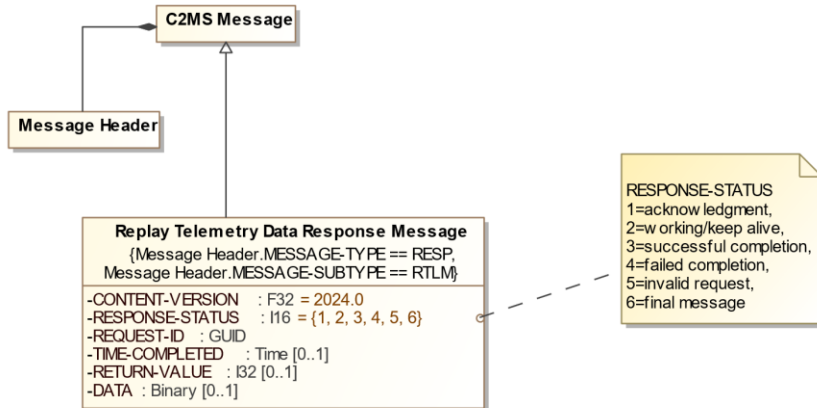 C2MS Message
Message Header
Replay Telemetry Data Response Message
{Message Header.MESSAGE-TYPE == RESP,
Message Header.MESSAGE-SUBTYPE == RTLM}
-CONTENT-VERSION : F32 = 2024.0
-RESPONSE-STATUS : I16 = {1, 2, 3, 4, 5, 6}
-REQUEST-ID : GUID
-TIME-COMPLETED : Time [0..1]
-RETURN-VALUE : I32 [0..1]
-DATA : Binary [0..1]
RESPONSE-STATUS
1=acknowledgment,
2=working/keep alive,
3=successful completion,
4=failed completion,
5=invalid request,
6=final message